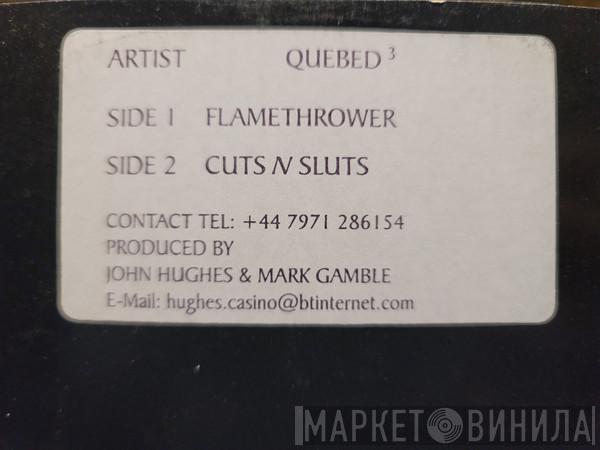 ARTIST QUEBED ³
SIDE 1 FLAMETHROWER
SIDE 2 CUTS N SLUTS
CONTACT TEL: +44 7971 286154
PRODUCED BY
JOHN HUGHES & MARK GAMBLE
E-Mail: hughes.casino@btinternet.com
МАРКЕТ ВИНИЛА